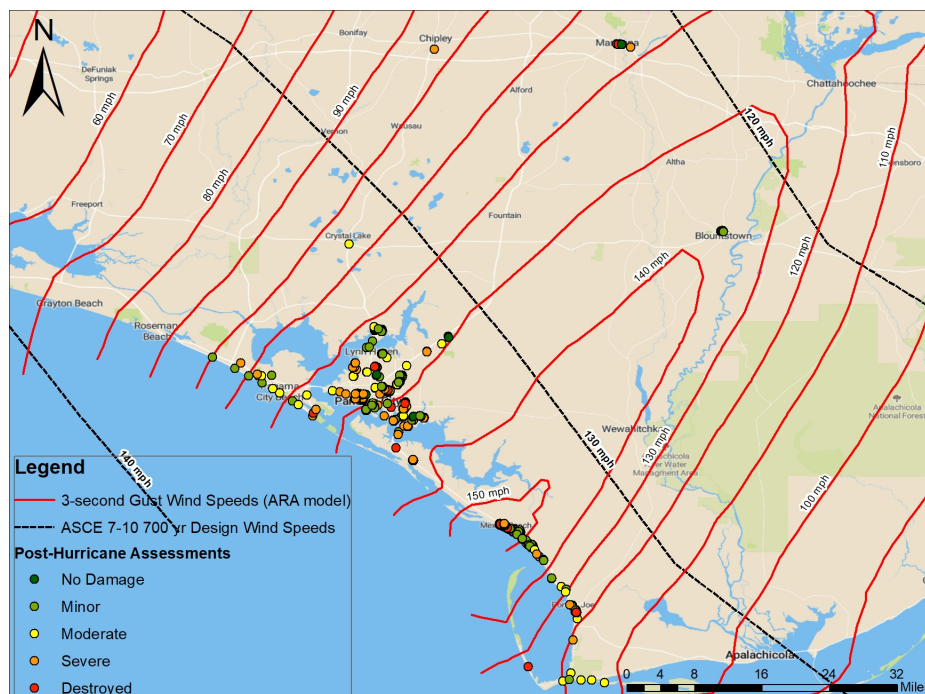 N
Bonifay
Chipley
DeFuniak
Springs
Chattahoochee
60 mph
70 mph
80 mph
90 mph
Alford
Vernon
Wausau
120 mph
110 mph
Altha
Freeport
Fountain
Crystal Lake
Blountstown
120 mph
140 mph
Grayton Beach
Roseman
Beach
Lynn Haven
City Beach
Wewahitchka
130 mph
130 mph
Apalachicola
National Forest
Managment Area
100 mph
140 mph
150 mph
Apalachicola
Legend
3-second Gust Wind Speeds (ARA model)
ASCE 7-10 700 yr Design Wind Speeds
Post-Hurricane Assessments
No Damage
Minor
Moderate
Severe
Destroyed
0 4 8 16 24 32
Mile